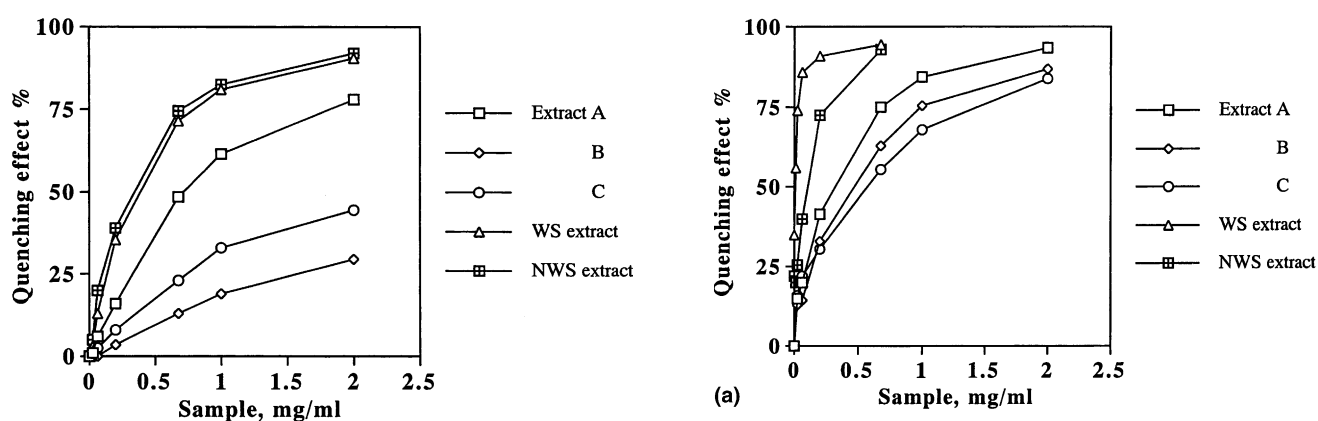 100
75
50
25
0
Quenching effect %
0 0.5 1 1.5 2 2.5
Sample, mg/ml
Extract A
B
C
WS extract
NWS extract
100
75
50
25
0
Quenching effect %
0 0.5 1 1.5 2 2.5
Sample, mg/ml
(a)
Extract A
B
C
WS extract
NWS extract